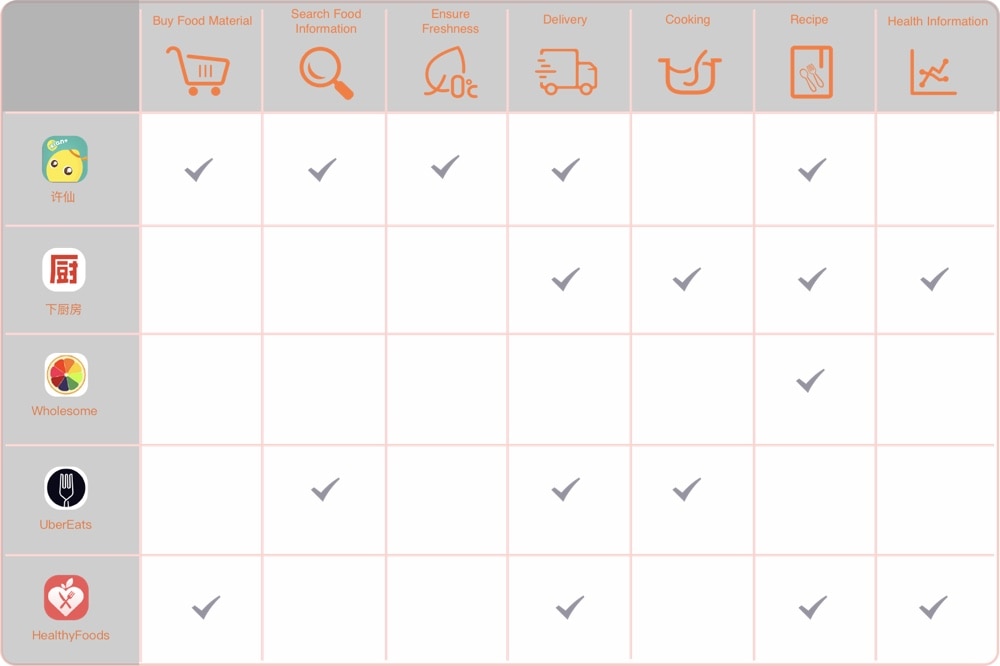 Buy Food Material
Search Food
Information
Ensure
Freshness
Delivery
Cooking
Recipe
Health Information
0°c
许仙
厨
下厨房
Wholesome
UberEats
HealthyFoods